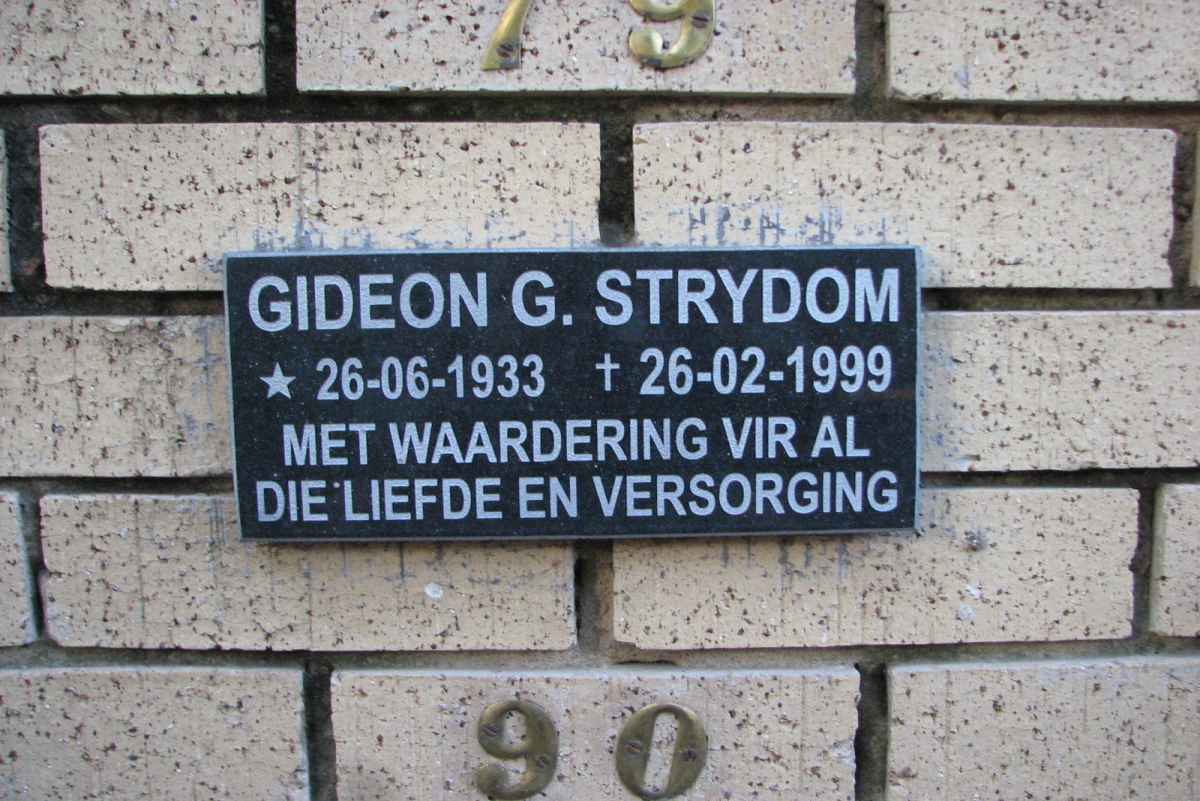 79
GIDEON G. STRYDOM
★ 26-06-1933 † 26-02-1999
MET WAARDERING VIR AL
DIE LIEFDE EN VERSORGING
90